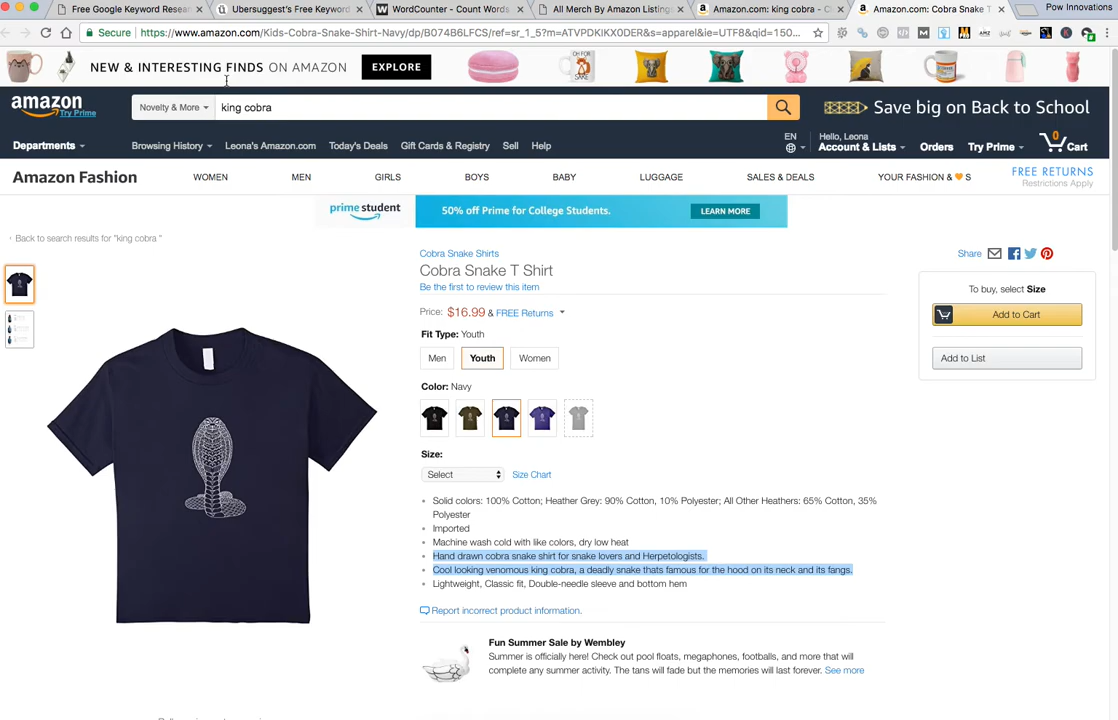 Free Google Keyword Resea
Ubersuggest's Free Keyword
WordCounter - Count Words
All Merch By Amazon Listings
Amazon.com: king cobra - C
Amazon.com: Cobra Snake T
Pow Innovations
Secure
https://www.amazon.com/Kids-Cobra-Snake-Shirt-Navy/dp/B074B6LFCS/ref=sr_1_5?m=ATVPDKIKX0DER&s=apparel&ie=UTF8&qid=150...
NEW & INTERESTING FINDS ON AMAZON
EXPLORE
amazon
Try Prime
Novelty & More
king cobra
Save big on Back to School
Departments
Browsing History
Leona's Amazon.com
Today's Deals
Gift Cards & Registry
Sell
Help
EN
Hello, Leona
Account & Lists
Orders
Try Prime
0
Cart
Amazon Fashion
WOMEN
MEN
GIRLS
BOYS
BABY
LUGGAGE
SALES & DEALS
YOUR FASHION & S
FREE RETURNS
Restrictions Apply
prime student
50% off Prime for College Students.
LEARN MORE
‹ Back to search results for "king cobra "
Cobra Snake Shirts
Cobra Snake T Shirt
Be the first to review this item
Price: $16.99 & FREE Returns
Fit Type: Youth
Men
Youth
Women
Color: Navy
Size:
Select
Size Chart
• Solid colors: 100% Cotton; Heather Grey: 90% Cotton, 10% Polyester; All Other Heathers: 65% Cotton, 35%
Polyester
• Imported
• Machine wash cold with like colors, dry low heat
• Hand drawn cobra snake shirt for snake lovers and Herpetologists.
• Cool looking venomous king cobra, a deadly snake thats famous for the hood on its neck and its fangs.
• Lightweight, Classic fit, Double-needle sleeve and bottom hem
Report incorrect product information.
Fun Summer Sale by Wembley
Summer is officially here! Check out pool floats, megaphones, footballs, and more that will
complete any summer activity. The tans will fade but the memories will last forever. See more
Share
To buy, select Size
Add to Cart
Add to List